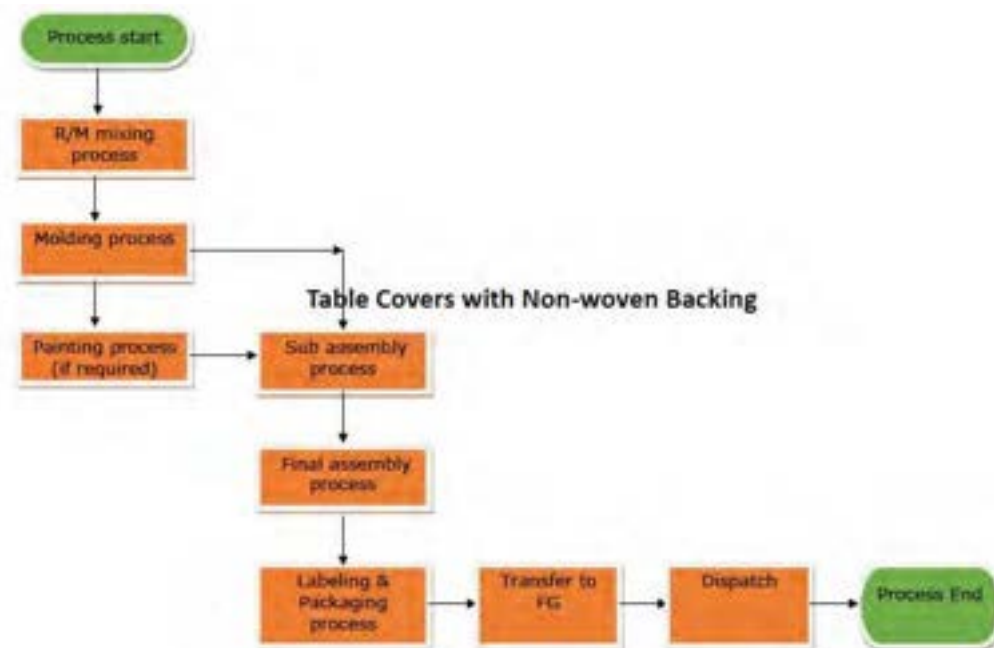 Process start
R/M mixing
process
Molding process
Table Covers with Non-woven Backing
Painting process
(if required)
Sub assembly
process
Final assembly
process
Labeling &
Packaging
process
Transfer to
FG
Dispatch
Process End